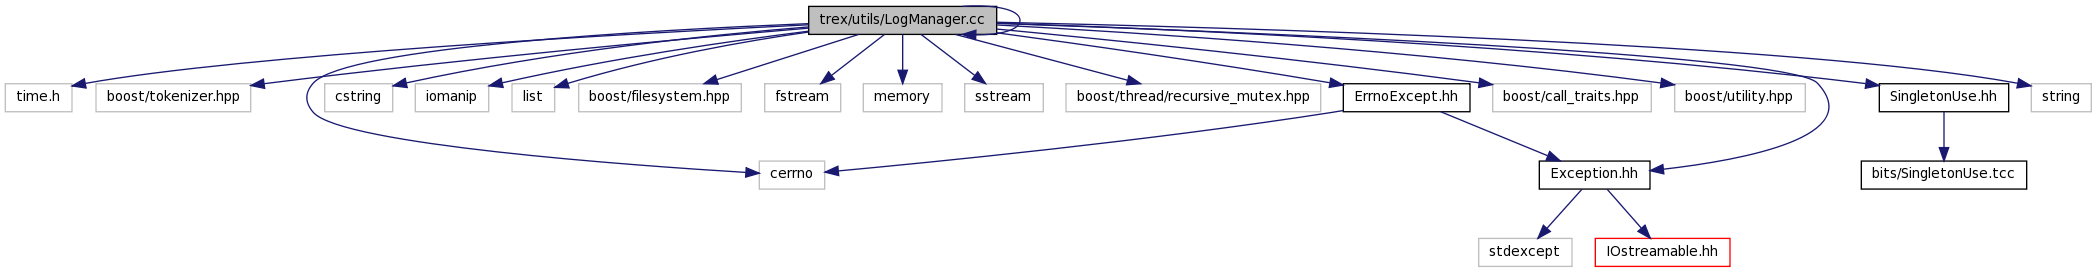 trex/utils/LogManager.cc
time.h
boost/tokenizer.hpp
cstring
iomanip
list
boost/filesystem.hpp
fstream
memory
sstream
boost/thread/recursive_mutex.hpp
ErrnoExcept.hh
boost/call_traits.hpp
boost/utility.hpp
SingletonUse.hh
string
cerrno
Exception.hh
bits/SingletonUse.tcc
stdexcept
IOstreamable.hh